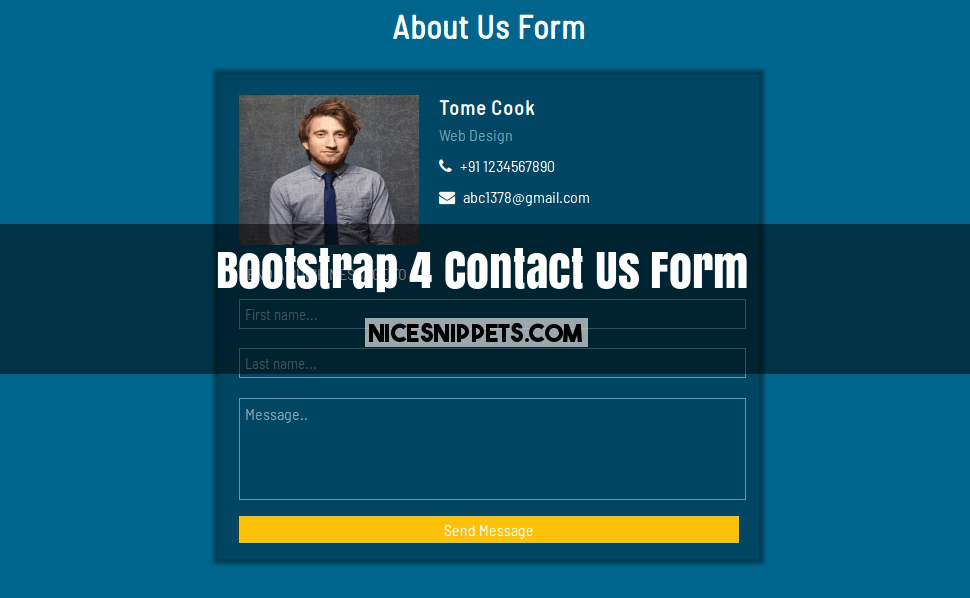 About Us Form
Tome Cook
Web Design
+91 1234567890
abc1378@gmail.com
Bootstrap 4 Contact Us Form
First name...
NICESNIPPETS.COM
Last name...
Message..
Send Message